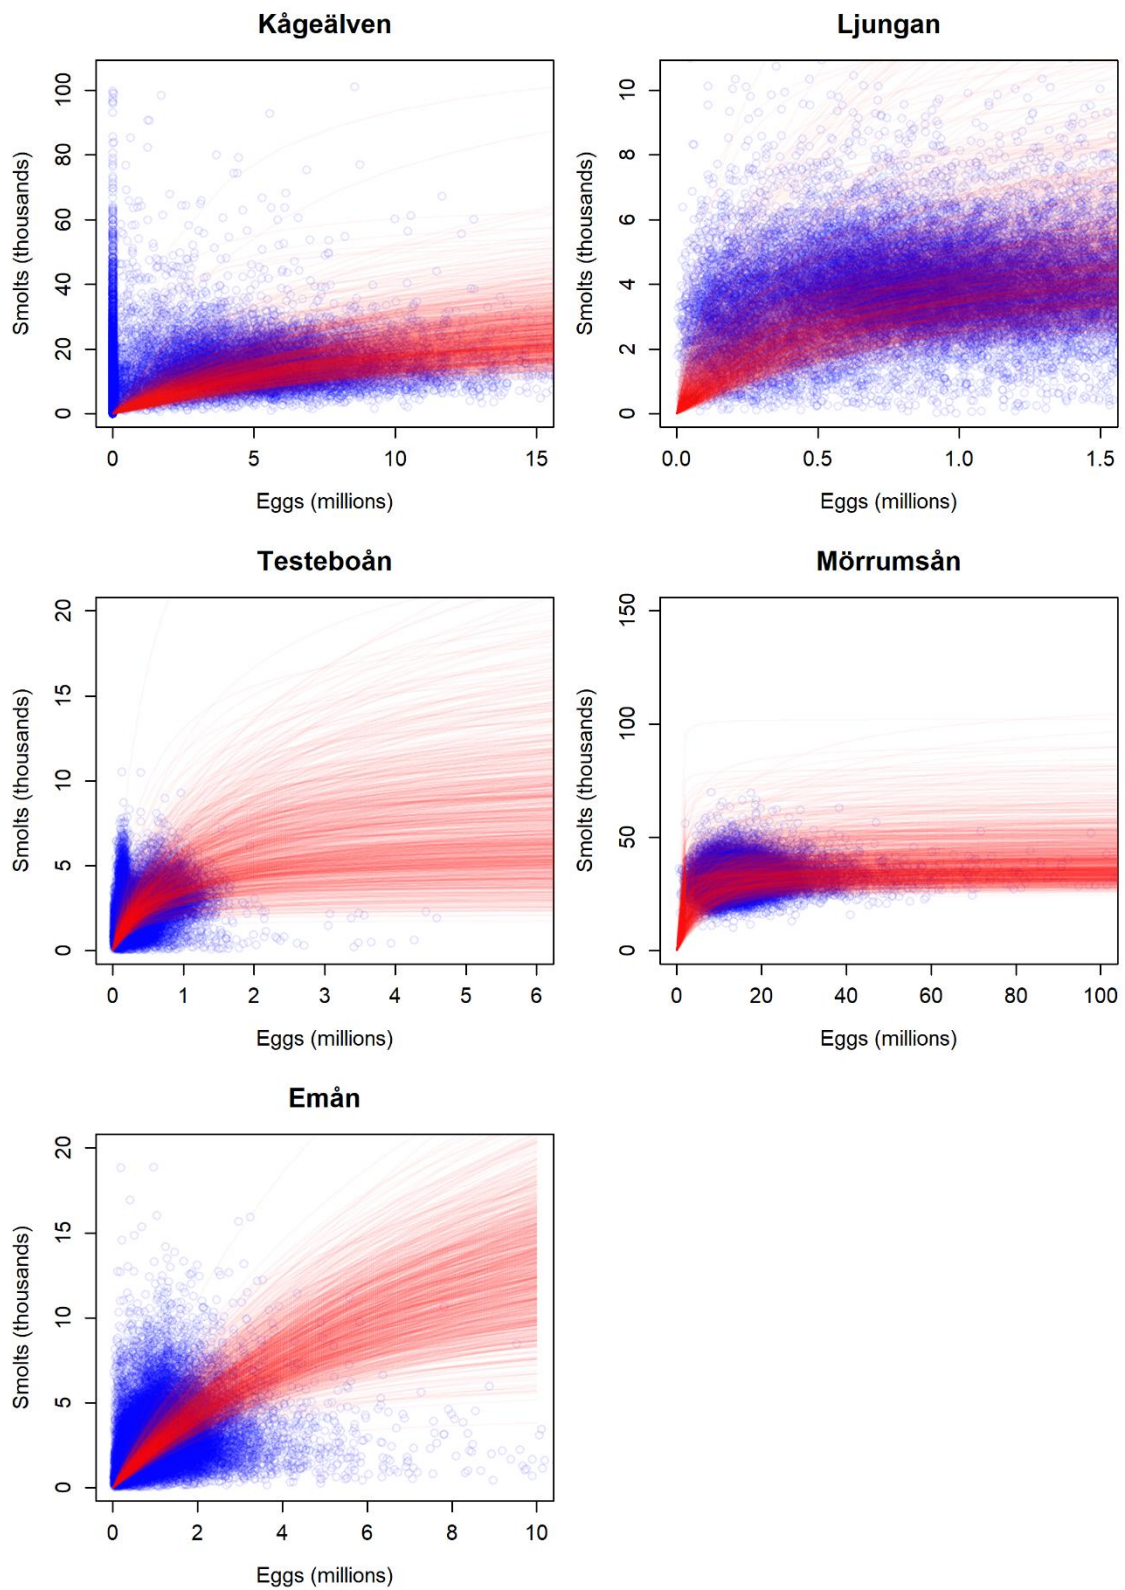 Kågeälven
Smolts (thousands)
100
80
60
40
20
0
0 5 10 15
Eggs (millions)
Ljungan
Smolts (thousands)
10
8
6
4
2
0
0.0 0.5 1.0 1.5
Eggs (millions)
Testeboån
Smolts (thousands)
20
15
10
5
0
0 1 2 3 4 5 6
Eggs (millions)
Mörrumsån
Smolts (thousands)
150
100
50
0
0 20 40 60 80 100
Eggs (millions)
Emån
Smolts (thousands)
20
15
10
5
0
0 2 4 6 8 10
Eggs (millions)